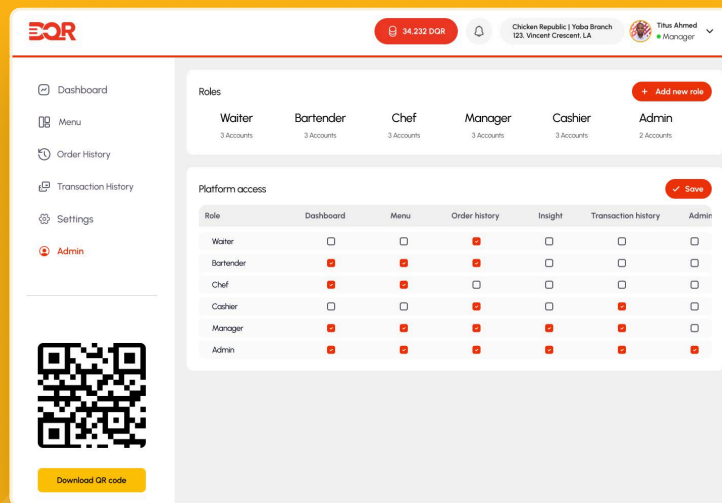 DQR
34,232 DQR
Chicken Republic | Yaba Branch
123, Vincent Crescent, LA
Titus Ahmed
Manager
Dashboard
Menu
Order History
Transaction History
Settings
Admin
Download QR code
Roles
+ Add new role
Waiter Bartender Chef Manager Cashier Admin
3 Accounts 3 Accounts 3 Accounts 3 Accounts 3 Accounts 2 Accounts
Platform access
Save
Role Dashboard Menu Order history Insight Transaction history Admin
Waiter
Bartender
Chef
Cashier
Manager
Admin